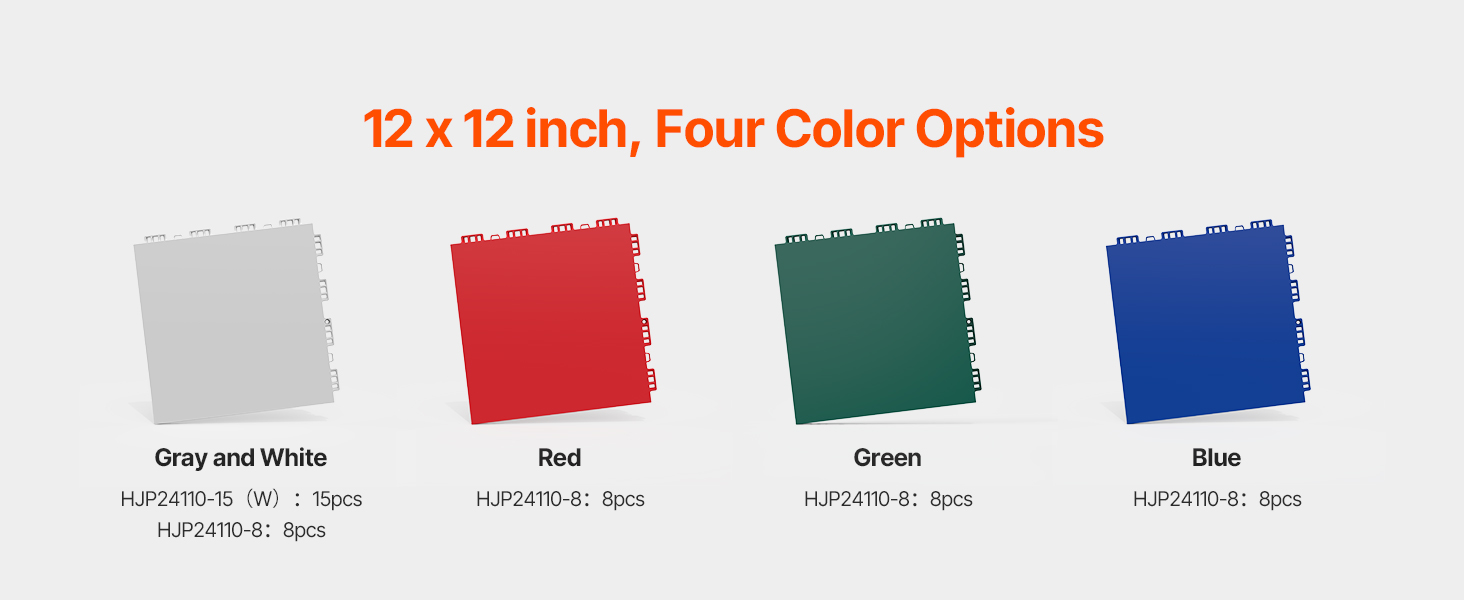 12 x 12 inch, Four Color Options
Gray and White
HJP24110-15（W）：15pcs
HJP24110-8：8pcs
Red
HJP24110-8：8pcs
Green
HJP24110-8：8pcs
Blue
HJP24110-8：8pcs